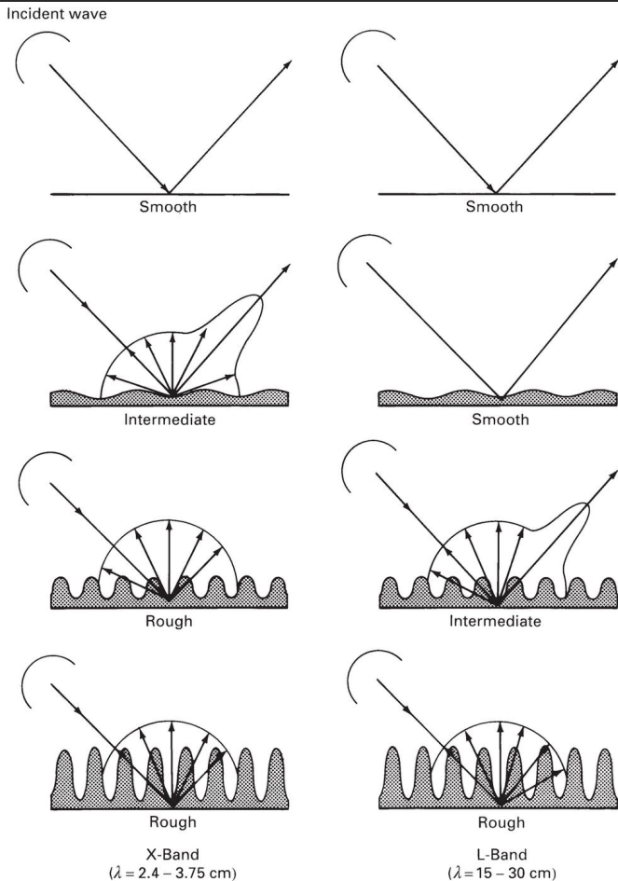 Incident wave
Smooth
Smooth
Intermediate
Smooth
Rough
Intermediate
Rough
Rough
X-Band
(λ = 2.4 – 3.75 cm)
L-Band
(λ = 15 – 30 cm)